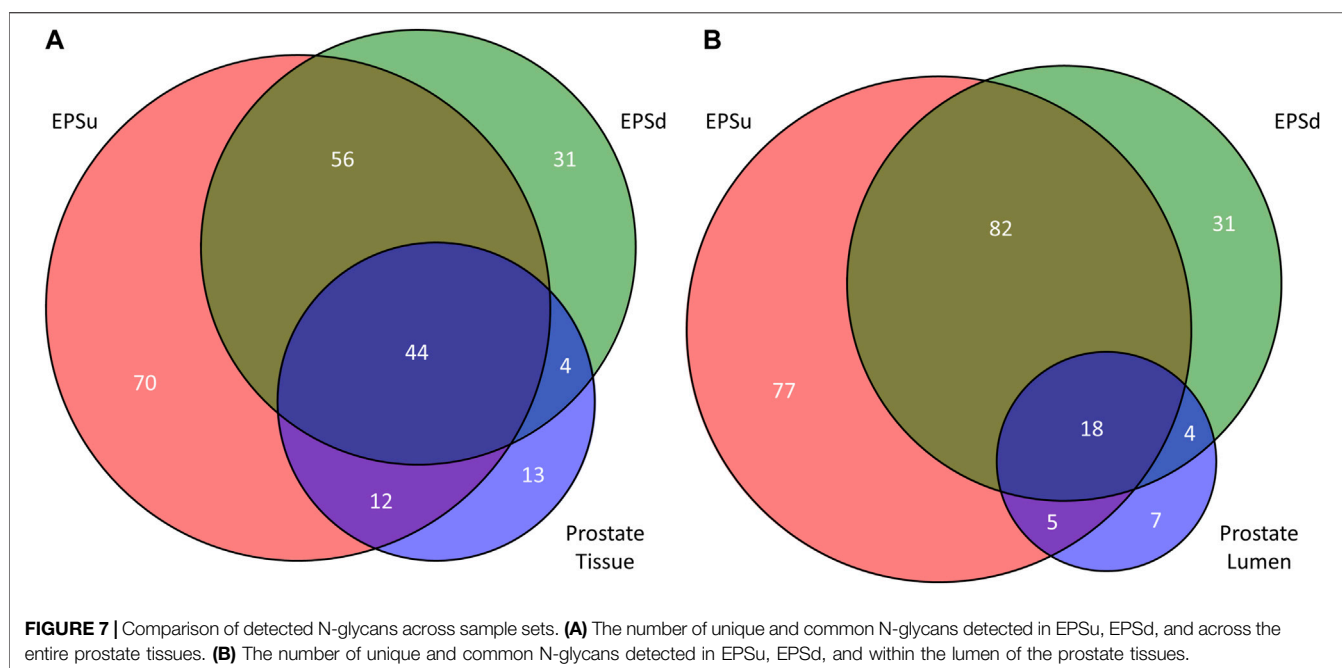 A
EPSu
EPSd
56
31
44
4
70
12
13
Prostate
Tissue
B
EPSu
EPSd
82
31
77
18
4
5
7
Prostate
Lumen
FIGURE 7 | Comparison of detected N-glycans across sample sets. (A) The number of unique and common N-glycans detected in EPSu, EPSd, and across the
entire prostate tissues. (B) The number of unique and common N-glycans detected in EPSu, EPSd, and within the lumen of the prostate tissues.